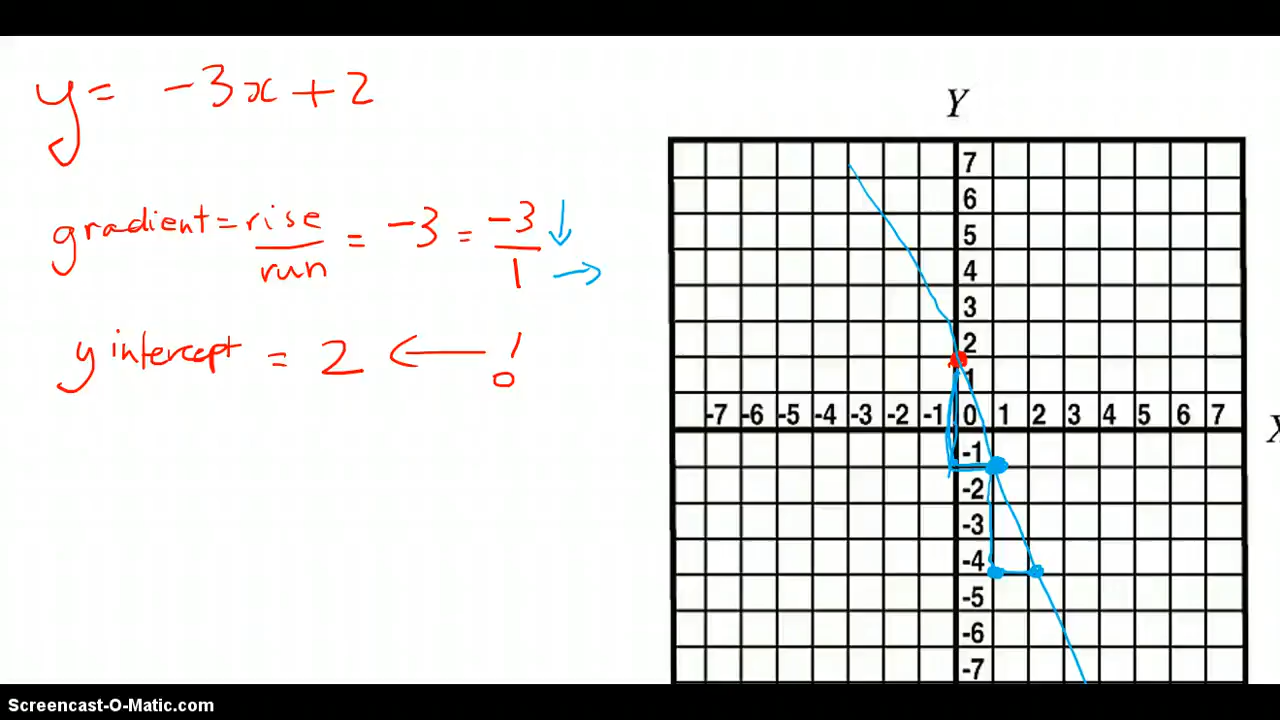 y = -3x + 2
gradient = rise/run = -3 = -3/1
y intercept = 2
Y
7
6
5
4
3
2
1
-7 -6 -5 -4 -3 -2 -1 0 1 2 3 4 5 6 7
X
-1
-2
-3
-4
-5
-6
-7
Screencast-O-Matic.com